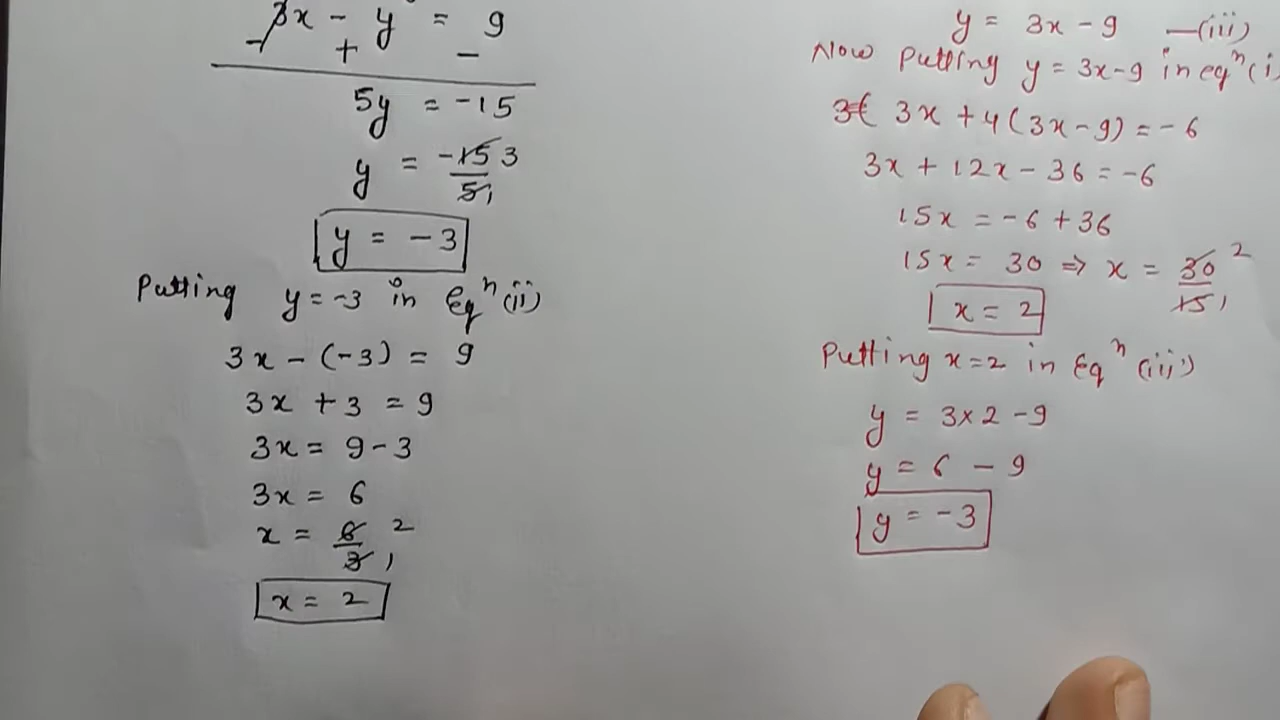 3x - y = 9
- + -
5y = -15
y = -15/5 3 1
y = -3
Putting y = -3 in Eqⁿ (ii)
3x - (-3) = 9
3x + 3 = 9
3x = 9 - 3
3x = 6
x = 6/3 2 1
x = 2
y = 3x - 9 —(iii)
Now Putting y = 3x-9 in eqⁿ (i
3x + 4(3x-9) = -6
3x + 12x - 36 = -6
15x = -6 + 36
15x = 30 ⇒ x = 30/15 2 1
x = 2
Putting x=2 in Eqⁿ (iii)
y = 3x2 - 9
y = 6 - 9
y = -3